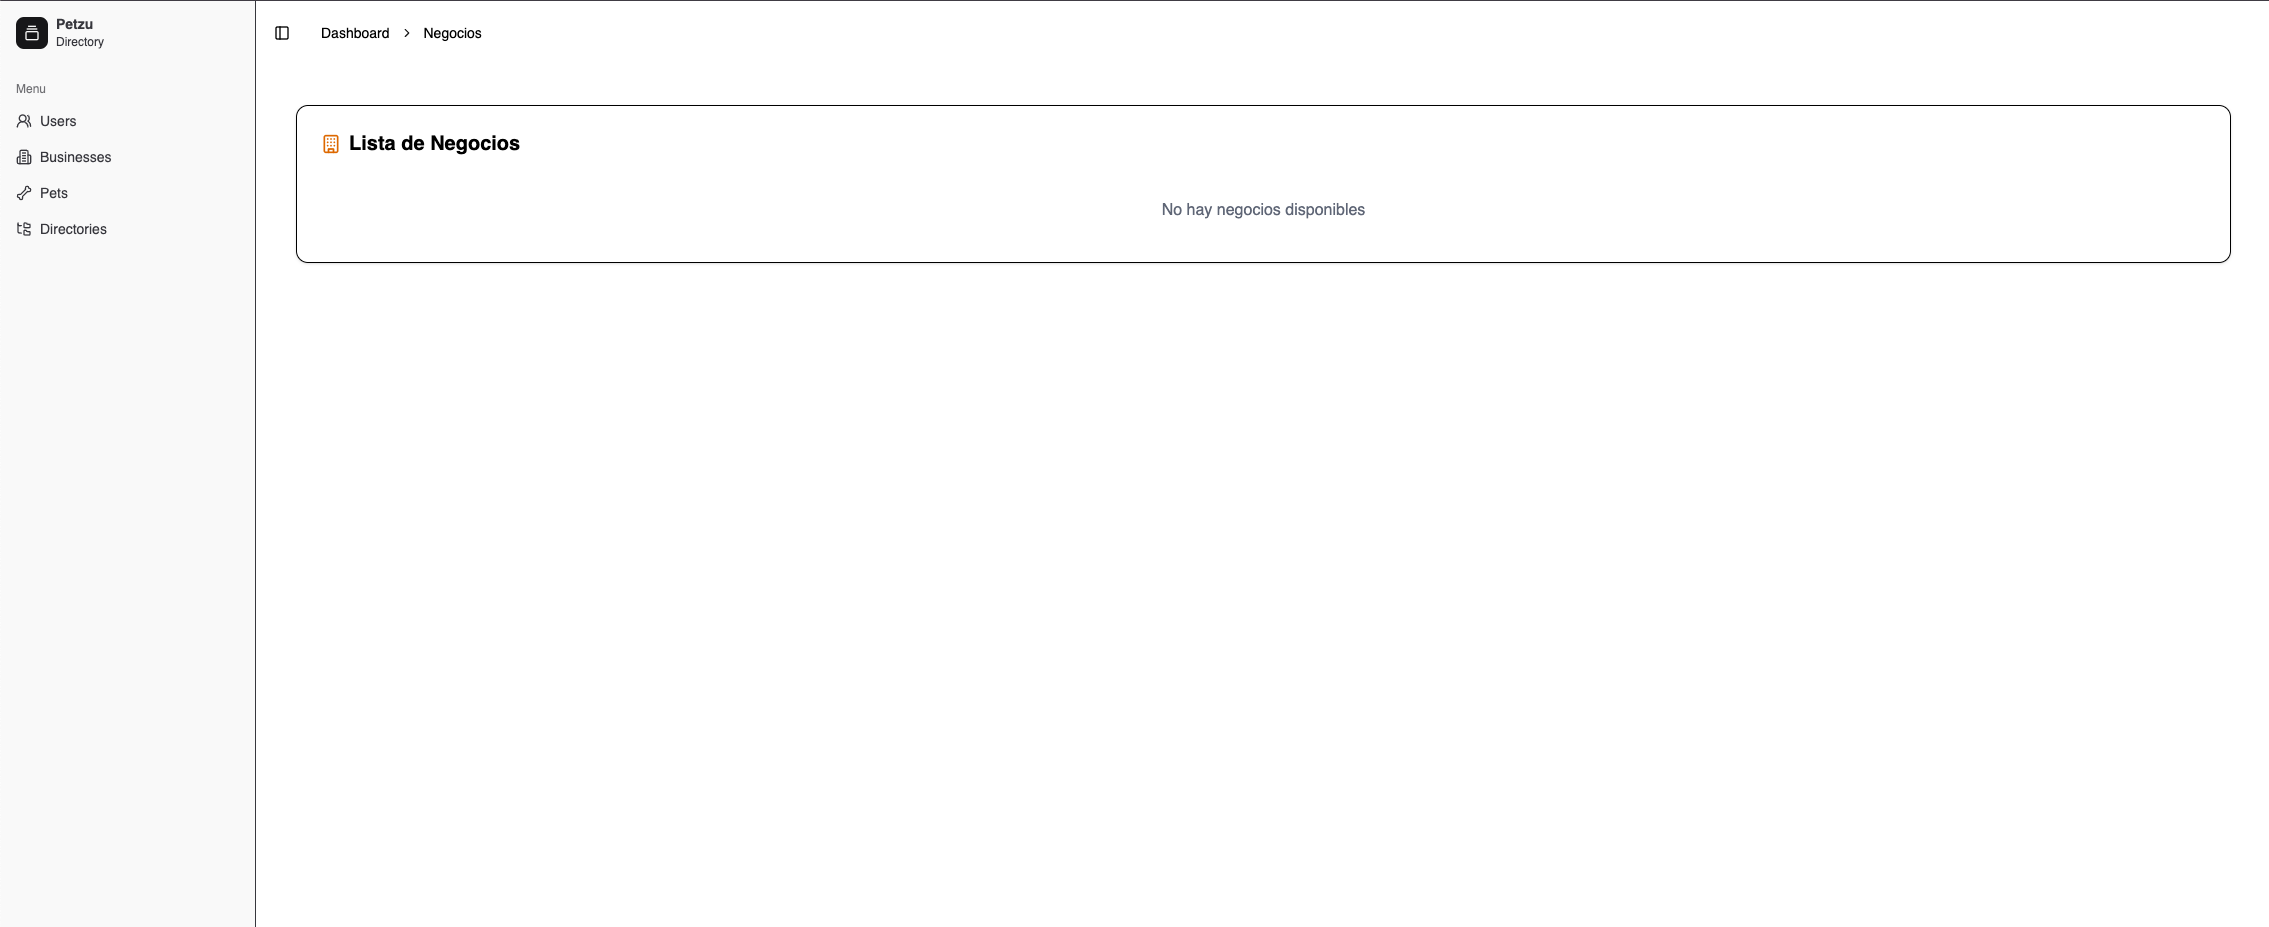 Petzu
Directory
Menu
Users
Businesses
Pets
Directories
Dashboard > Negocios
Lista de Negocios
No hay negocios disponibles